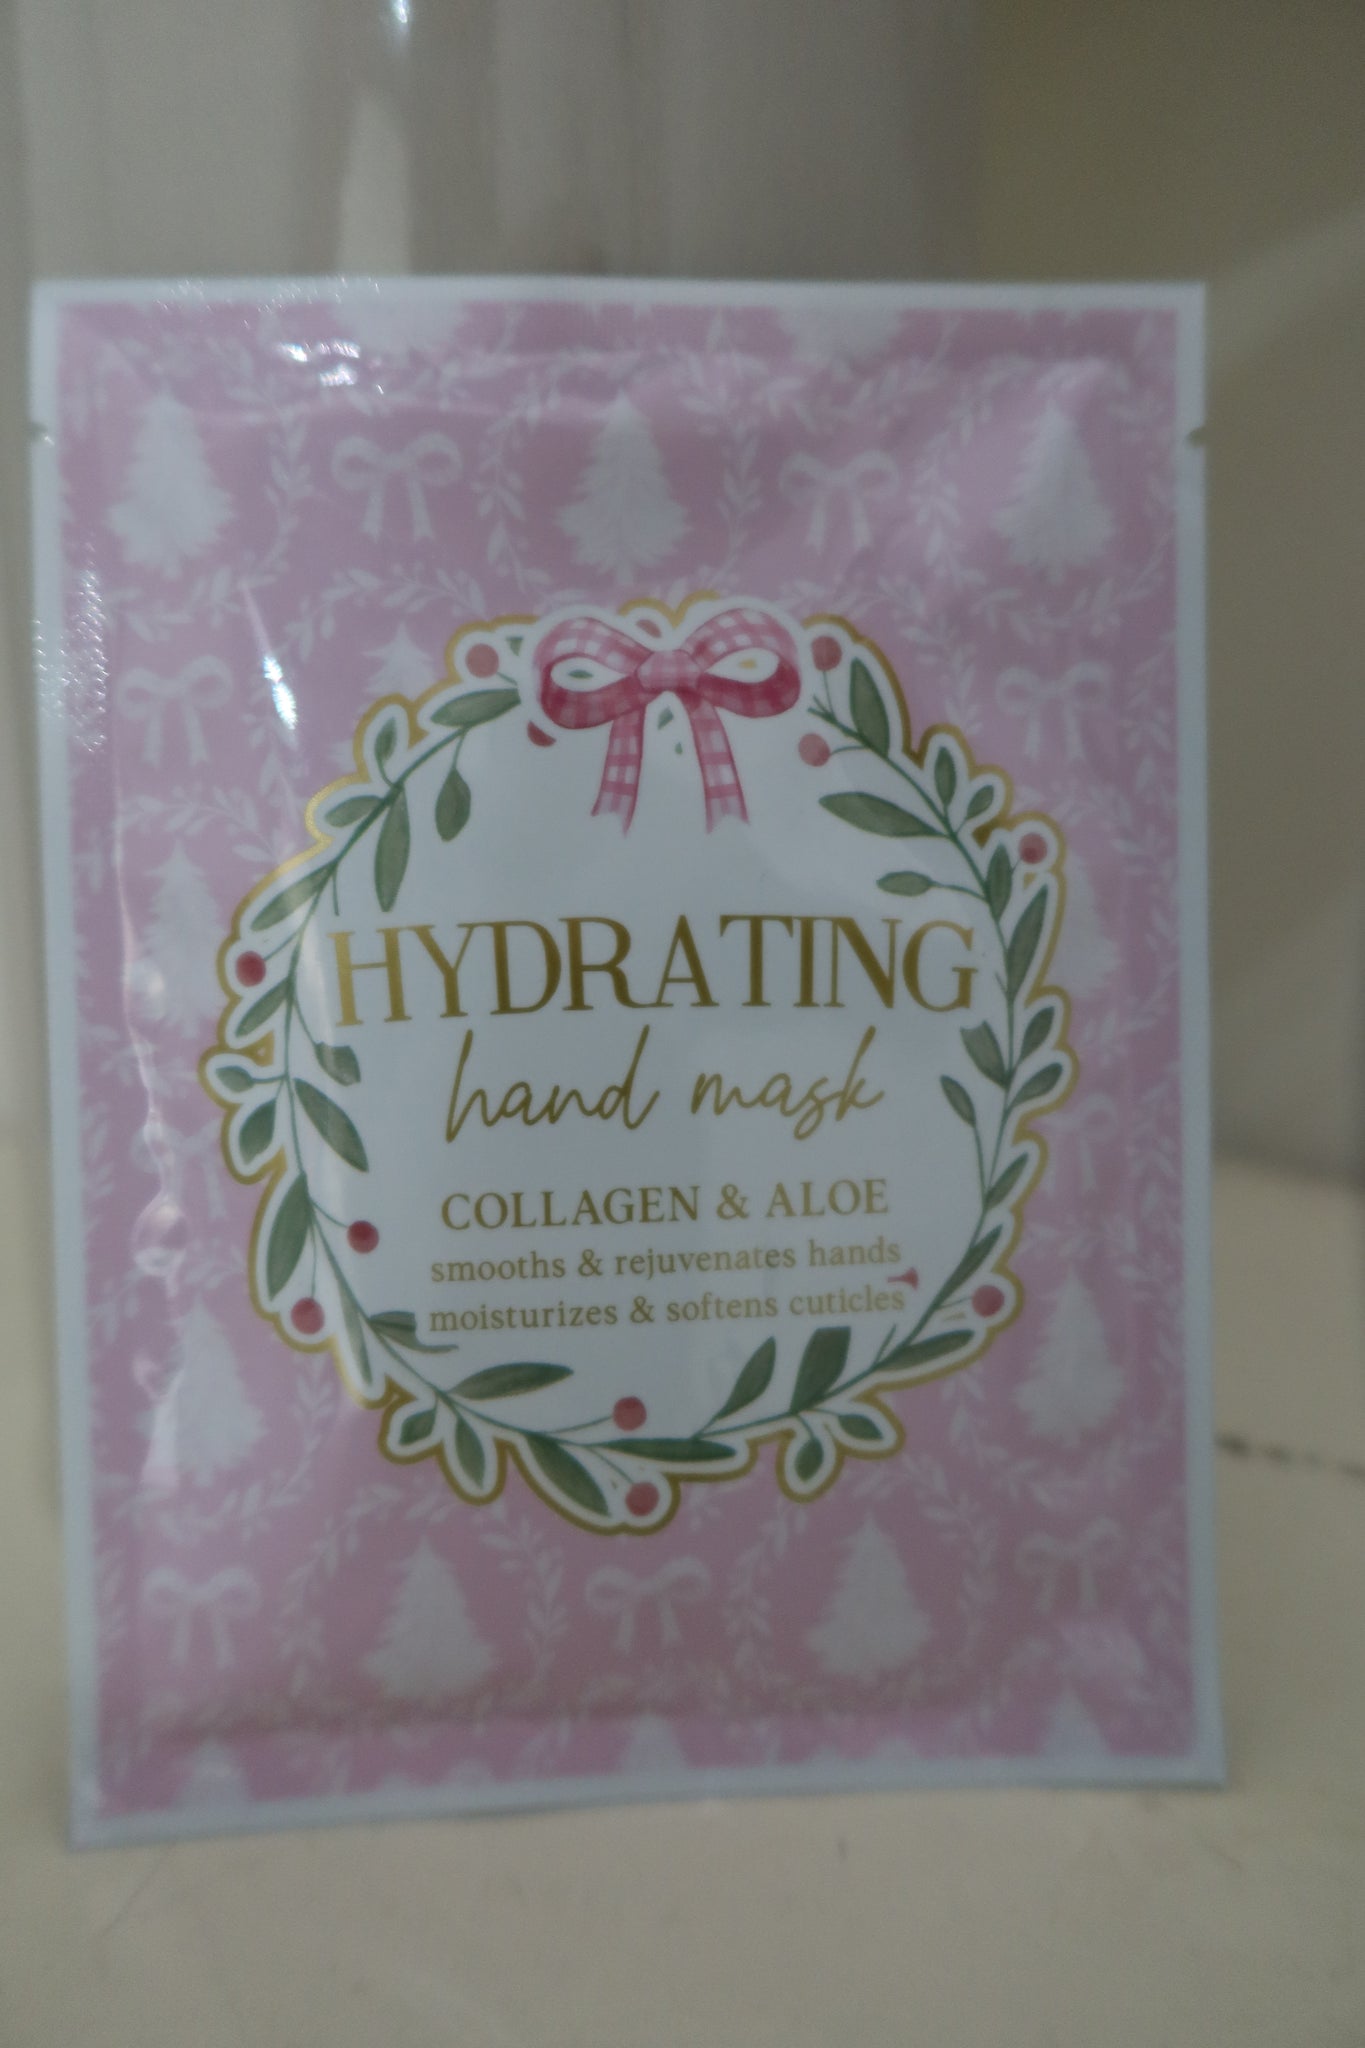 HYDRATING
hand mask
COLLAGEN & ALOE
smooths & rejuvenates hands
moisturizes & softens cuticles